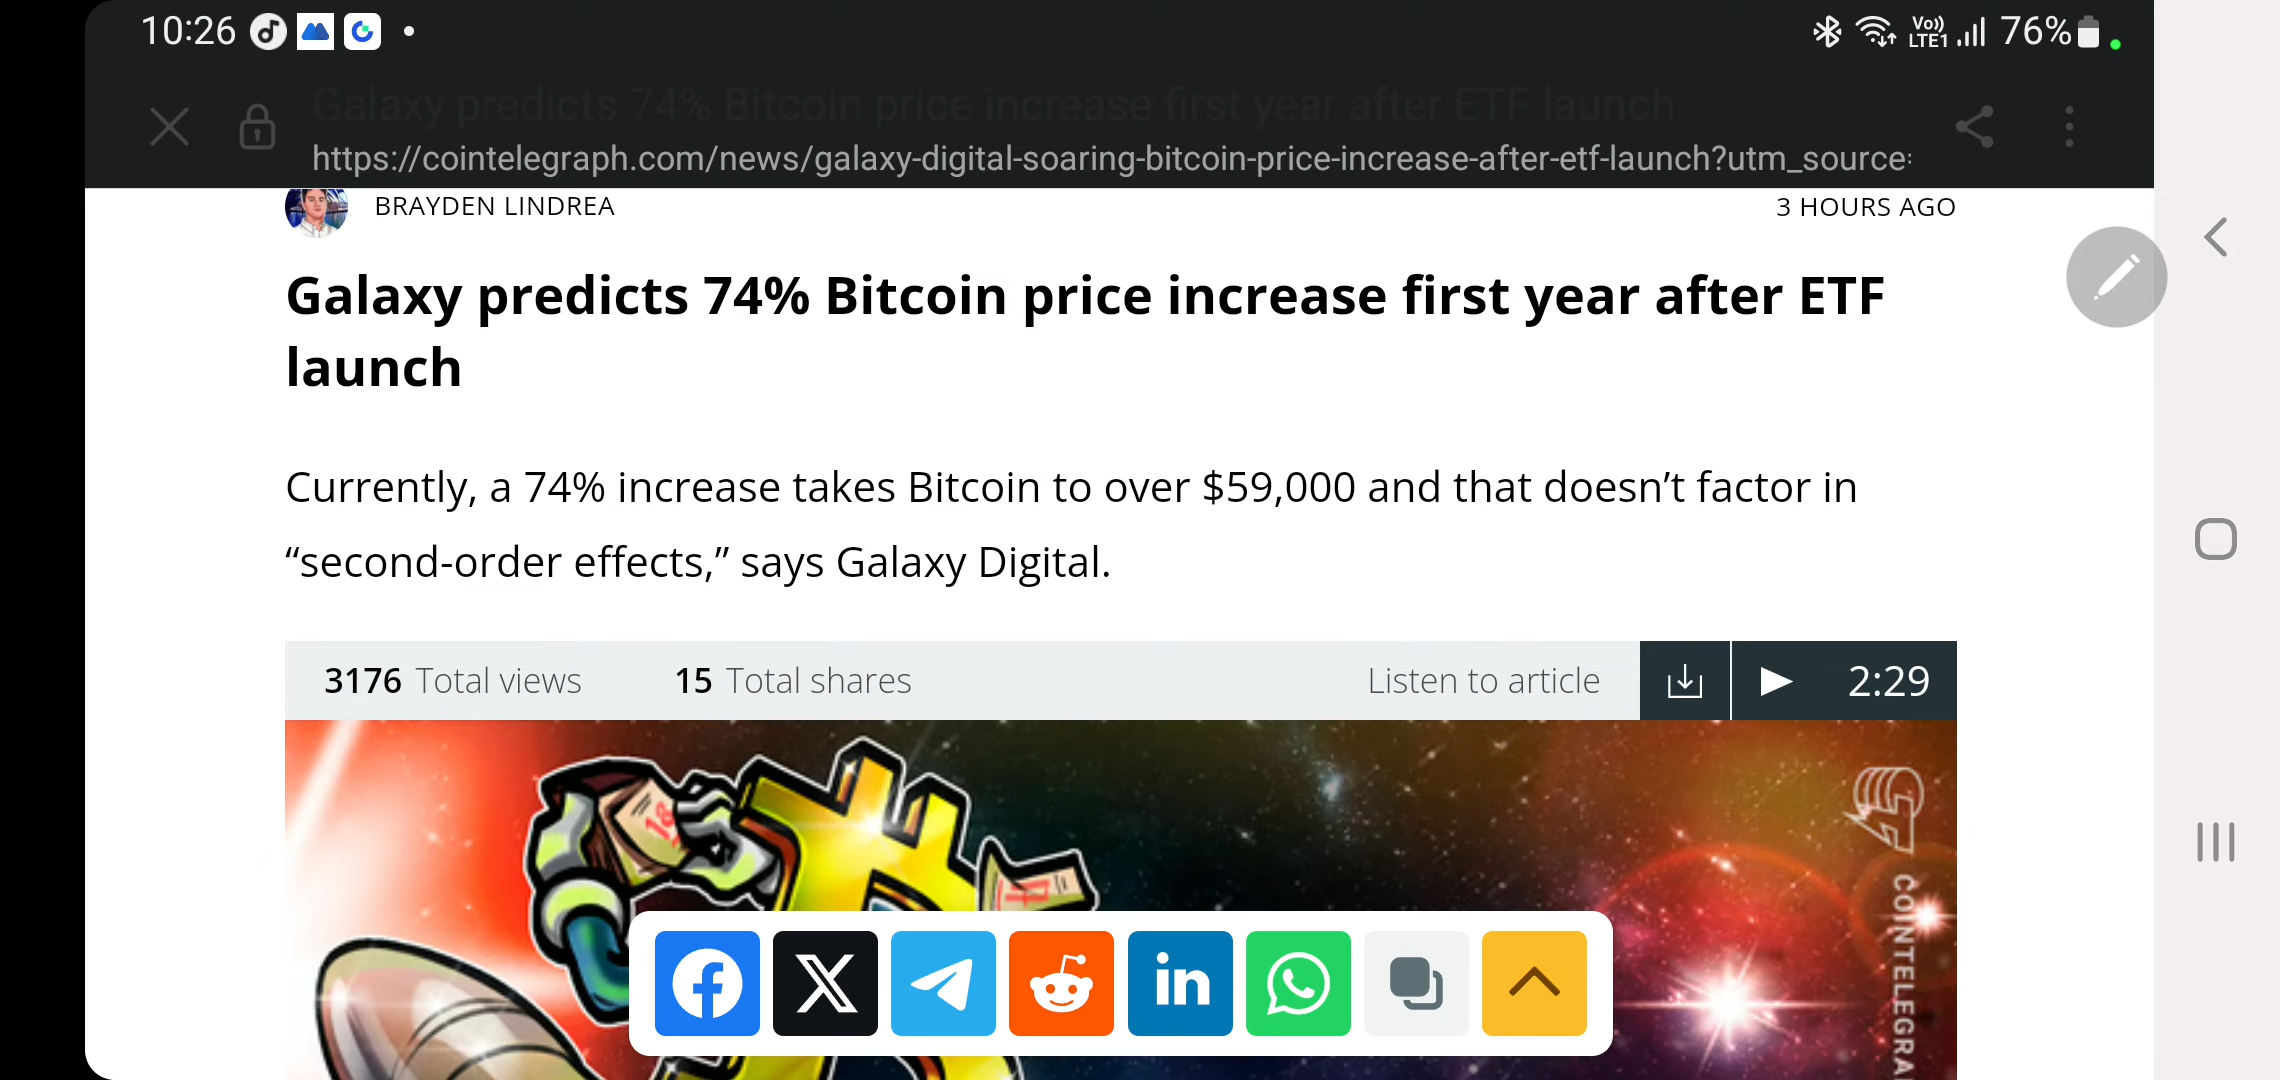 10:26
Vo)) LTE1 76%
Galaxy predicts 74% Bitcoin price increase first year after ETF launch
https://cointelegraph.com/news/galaxy-digital-soaring-bitcoin-price-increase-after-etf-launch?utm_source=
BRAYDEN LINDREA
3 HOURS AGO
Galaxy predicts 74% Bitcoin price increase first year after ETF
launch
Currently, a 74% increase takes Bitcoin to over $59,000 and that doesn’t factor in
“second-order effects,” says Galaxy Digital.
3176 Total views 15 Total shares Listen to article 2:29
18
COINTELEGRA